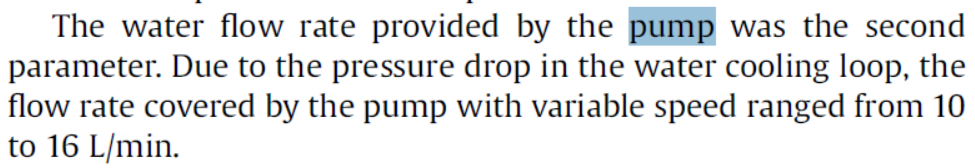 The water flow rate provided by the pump was the second
parameter. Due to the pressure drop in the water cooling loop, the
flow rate covered by the pump with variable speed ranged from 10
to 16 L/min.